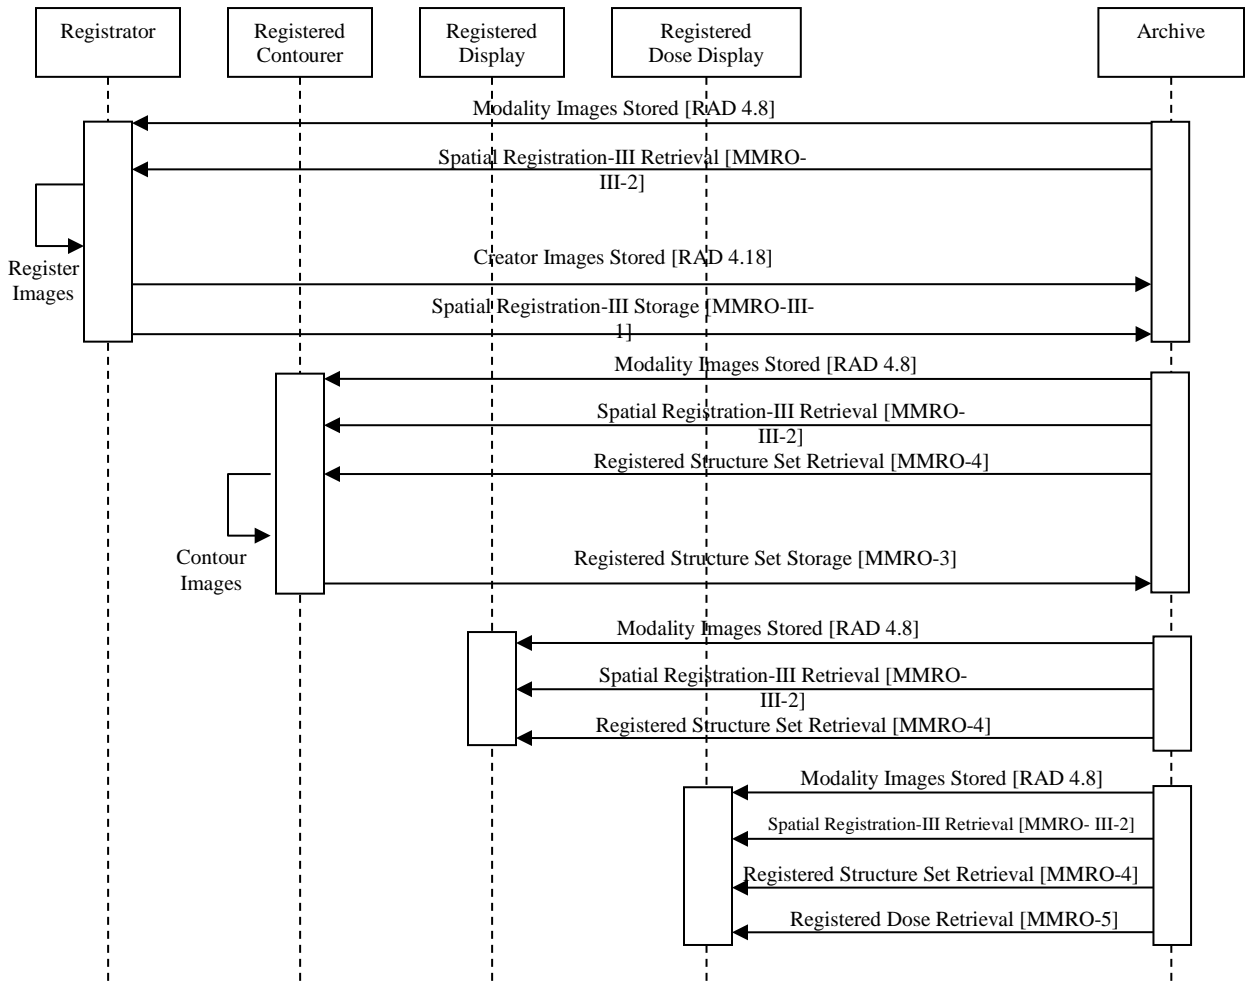 Registrator
Registered
Contourer
Registered
Display
Registered
Dose Display
Archive
Modality Images Stored [RAD 4.8]
Spatial Registration-III Retrieval [MMRO-
III-2]
Register
Images
Creator Images Stored [RAD 4.18]
Spatial Registration-III Storage [MMRO-III-
1]
Modality Images Stored [RAD 4.8]
Spatial Registration-III Retrieval [MMRO-
III-2]
Registered Structure Set Retrieval [MMRO-4]
Contour
Images
Registered Structure Set Storage [MMRO-3]
Modality Images Stored [RAD 4.8]
Spatial Registration-III Retrieval [MMRO-
III-2]
Registered Structure Set Retrieval [MMRO-4]
Modality Images Stored [RAD 4.8]
Spatial Registration-III Retrieval [MMRO- III-2]
Registered Structure Set Retrieval [MMRO-4]
Registered Dose Retrieval [MMRO-5]